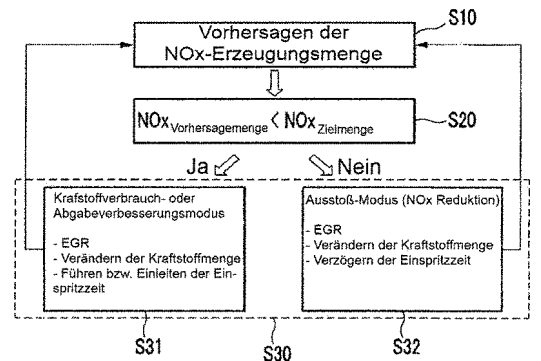 S10
Vorhersagen der
NOx-Erzeugungsmenge
NOx Vorhersagemenge < NOx Zielmenge
S20
Ja
Nein
Krafstoffverbrauch- oder
Abgabeverbesserungsmodus
- EGR
- Verändern der Kraftstoffmenge
- Führen bzw. Einleiten der Ein-
spritzzeit
Ausstoß-Modus (NOx Reduktion)
- EGR
- Verändern der Kraftstoffmenge
- Verzögern der Einspritzzeit
S31
S30
S32